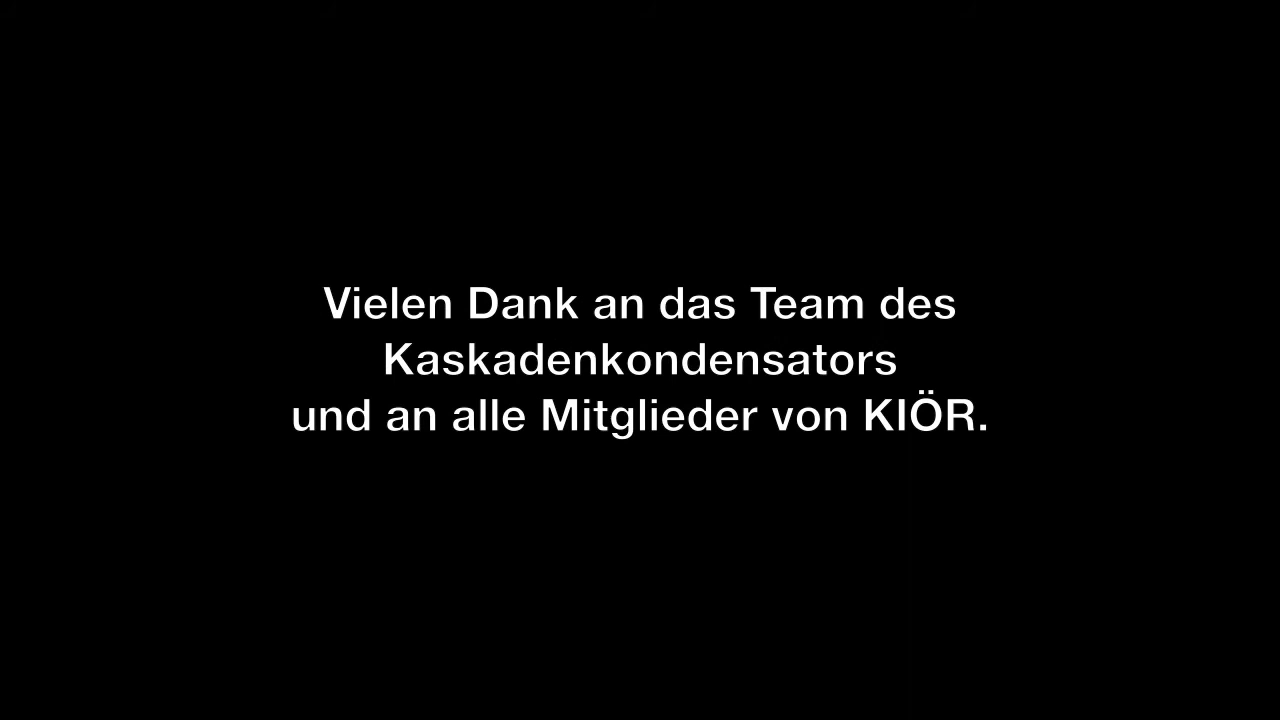 Vielen Dank an das Team des
Kaskadenkondensators
und an alle Mitglieder von KIÖR.